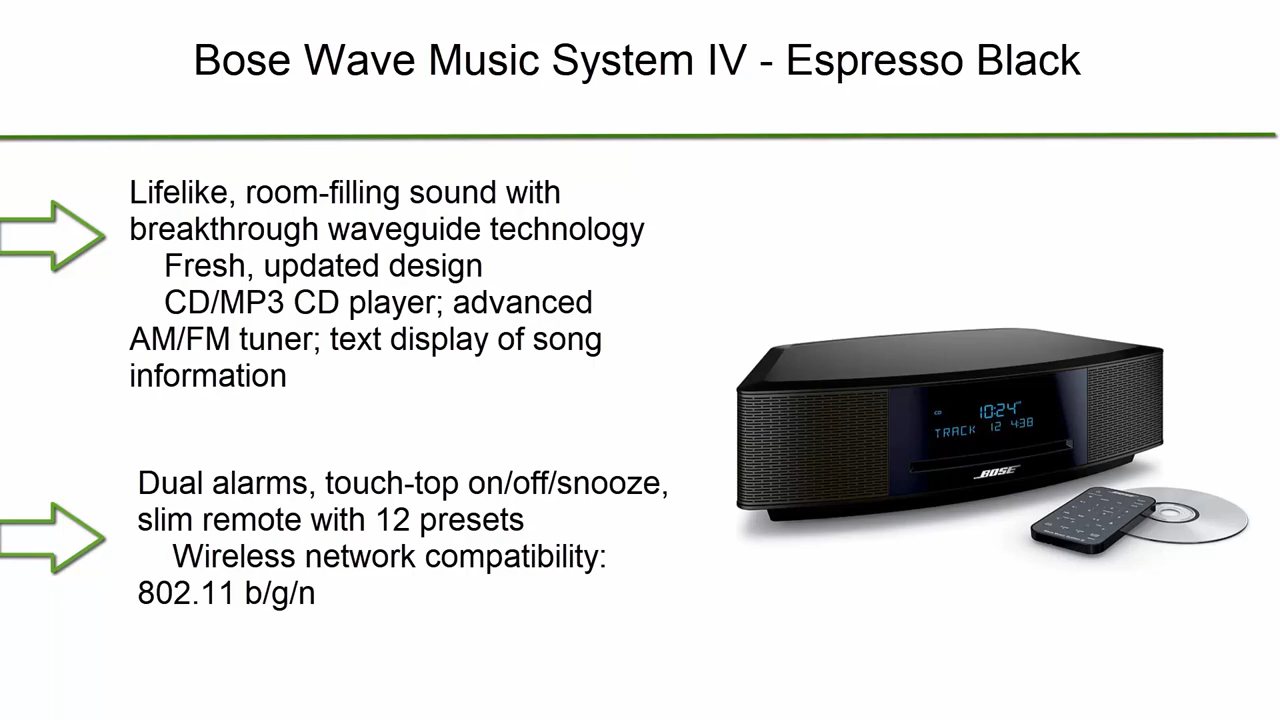 Bose Wave Music System IV - Espresso Black
Lifelike, room-filling sound with
breakthrough waveguide technology
Fresh, updated design
CD/MP3 CD player; advanced
AM/FM tuner; text display of song
information
CD 10:24
TRACK 12 4:38
BOSE
Dual alarms, touch-top on/off/snooze,
slim remote with 12 presets
Wireless network compatibility:
802.11 b/g/n